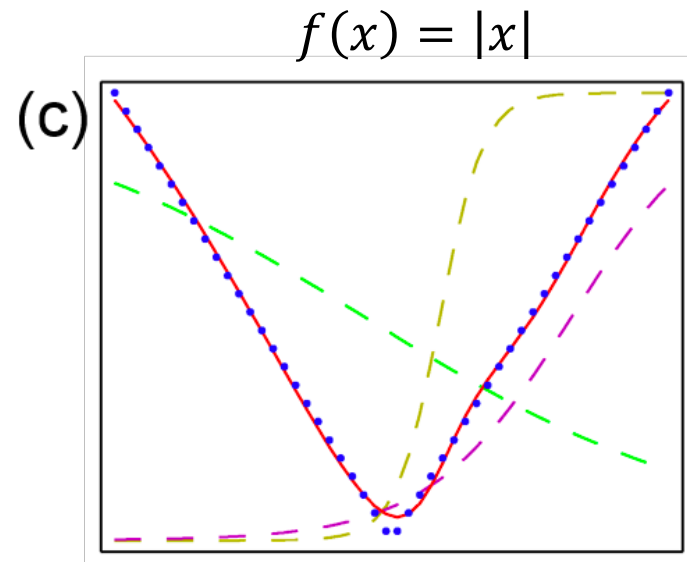 f(x) = |x|
(c)